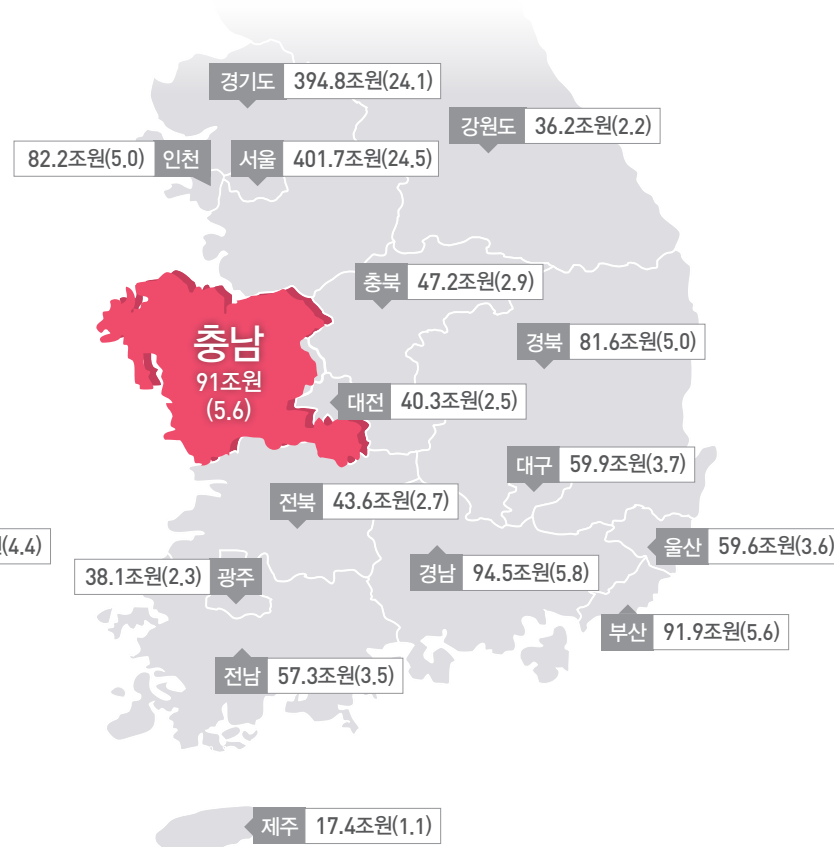 경기도 394.8조원(24.1)
강원도 36.2조원(2.2)
82.2조원(5.0) 인천
서울 401.7조원(24.5)
충북 47.2조원(2.9)
충남
91조원
(5.6)
경북 81.6조원(5.0)
대전 40.3조원(2.5)
대구 59.9조원(3.7)
전북 43.6조원(2.7)
(4.4)
울산 59.6조원(3.6)
38.1조원(2.3) 광주
경남 94.5조원(5.8)
부산 91.9조원(5.6)
전남 57.3조원(3.5)
제주 17.4조원(1.1)